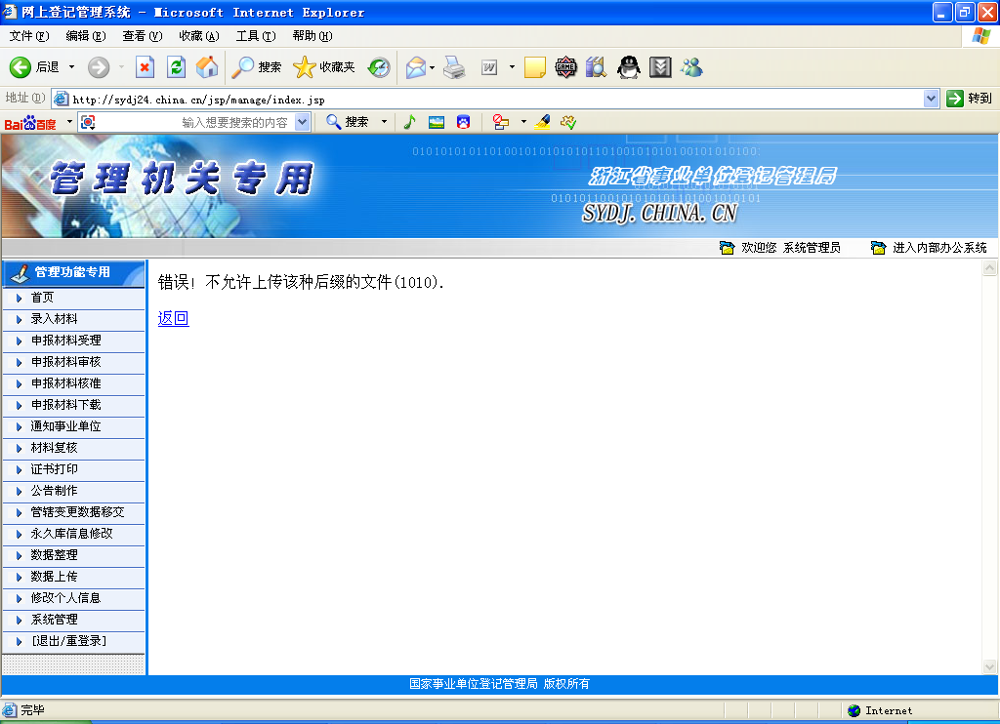 网上登记管理系统 - Microsoft Internet Explorer
文件(F) 编辑(E) 查看(V) 收藏(A) 工具(T) 帮助(H)
后退 搜索 收藏夹
地址(D) http://sydj24.china.cn/jsp/manage/index.jsp 转到
Bai百度 输入想要搜索的内容 搜索
管理机关专用
浙江省事业单位登记管理局
SYDJ.CHINA.CN
欢迎您 系统管理员 进入内部办公系统
管理功能专用
首页
录入材料
申报材料受理
申报材料审核
申报材料核准
申报材料下载
通知事业单位
材料复核
证书打印
公告制作
管辖变更数据移交
永久库信息修改
数据整理
数据上传
修改个人信息
系统管理
[退出/重登录]
错误! 不允许上传该种后缀的文件(1010).
返回
国家事业单位登记管理局 版权所有
完毕 Internet